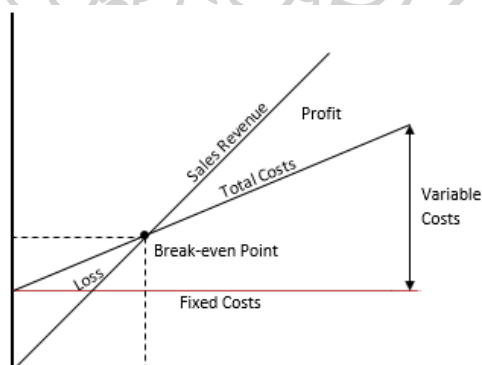 Profit
Sales Revenue
Total Costs
Variable
Costs
Break-even Point
Loss
Fixed Costs